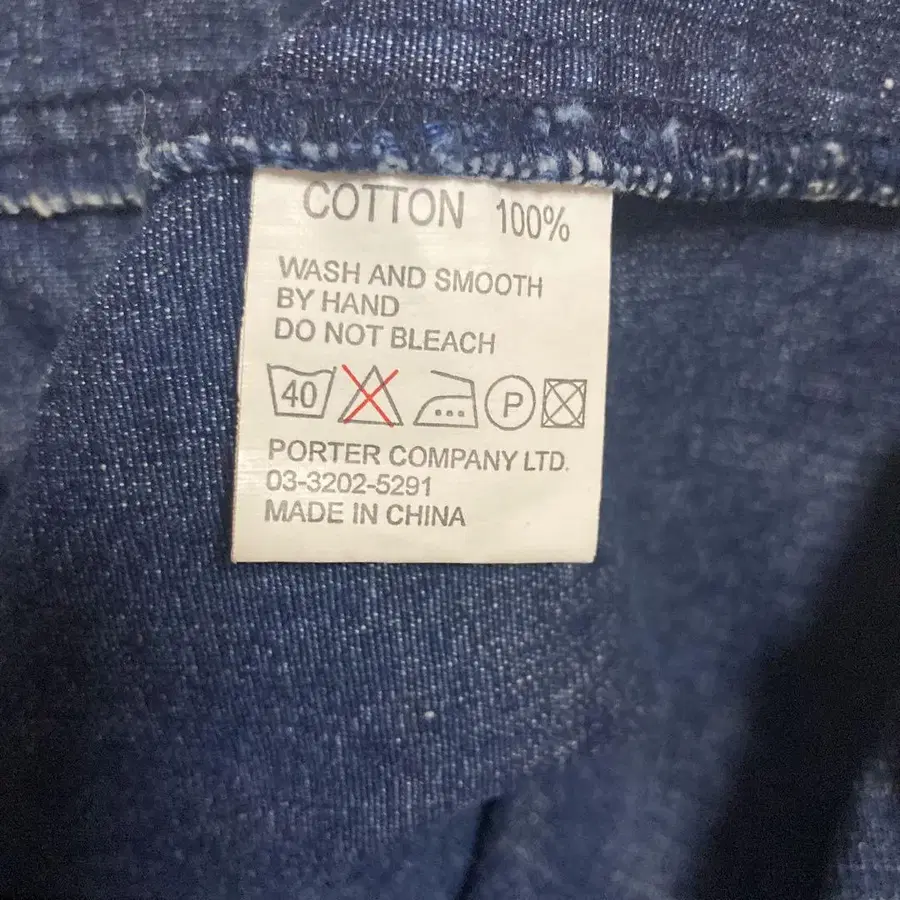 COTTON 100%
WASH AND SMOOTH
BY HAND
DO NOT BLEACH
40 P
PORTER COMPANY LTD.
03-3202-5291
MADE IN CHINA